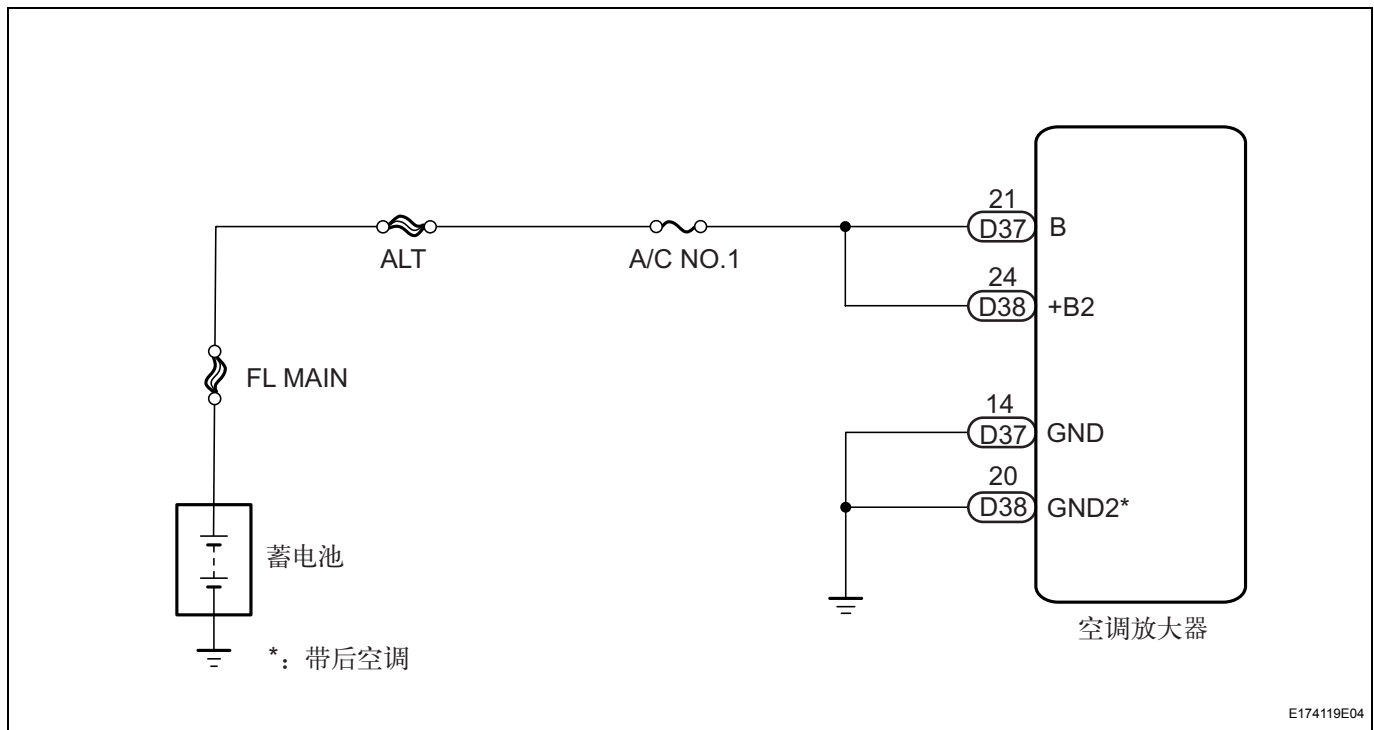 21
D37 B
ALT
A/C NO.1
24
D38 +B2
FL MAIN
14
D37 GND
20
D38 GND2*
蓄电池
空调放大器
*：带后空调
E174119E04